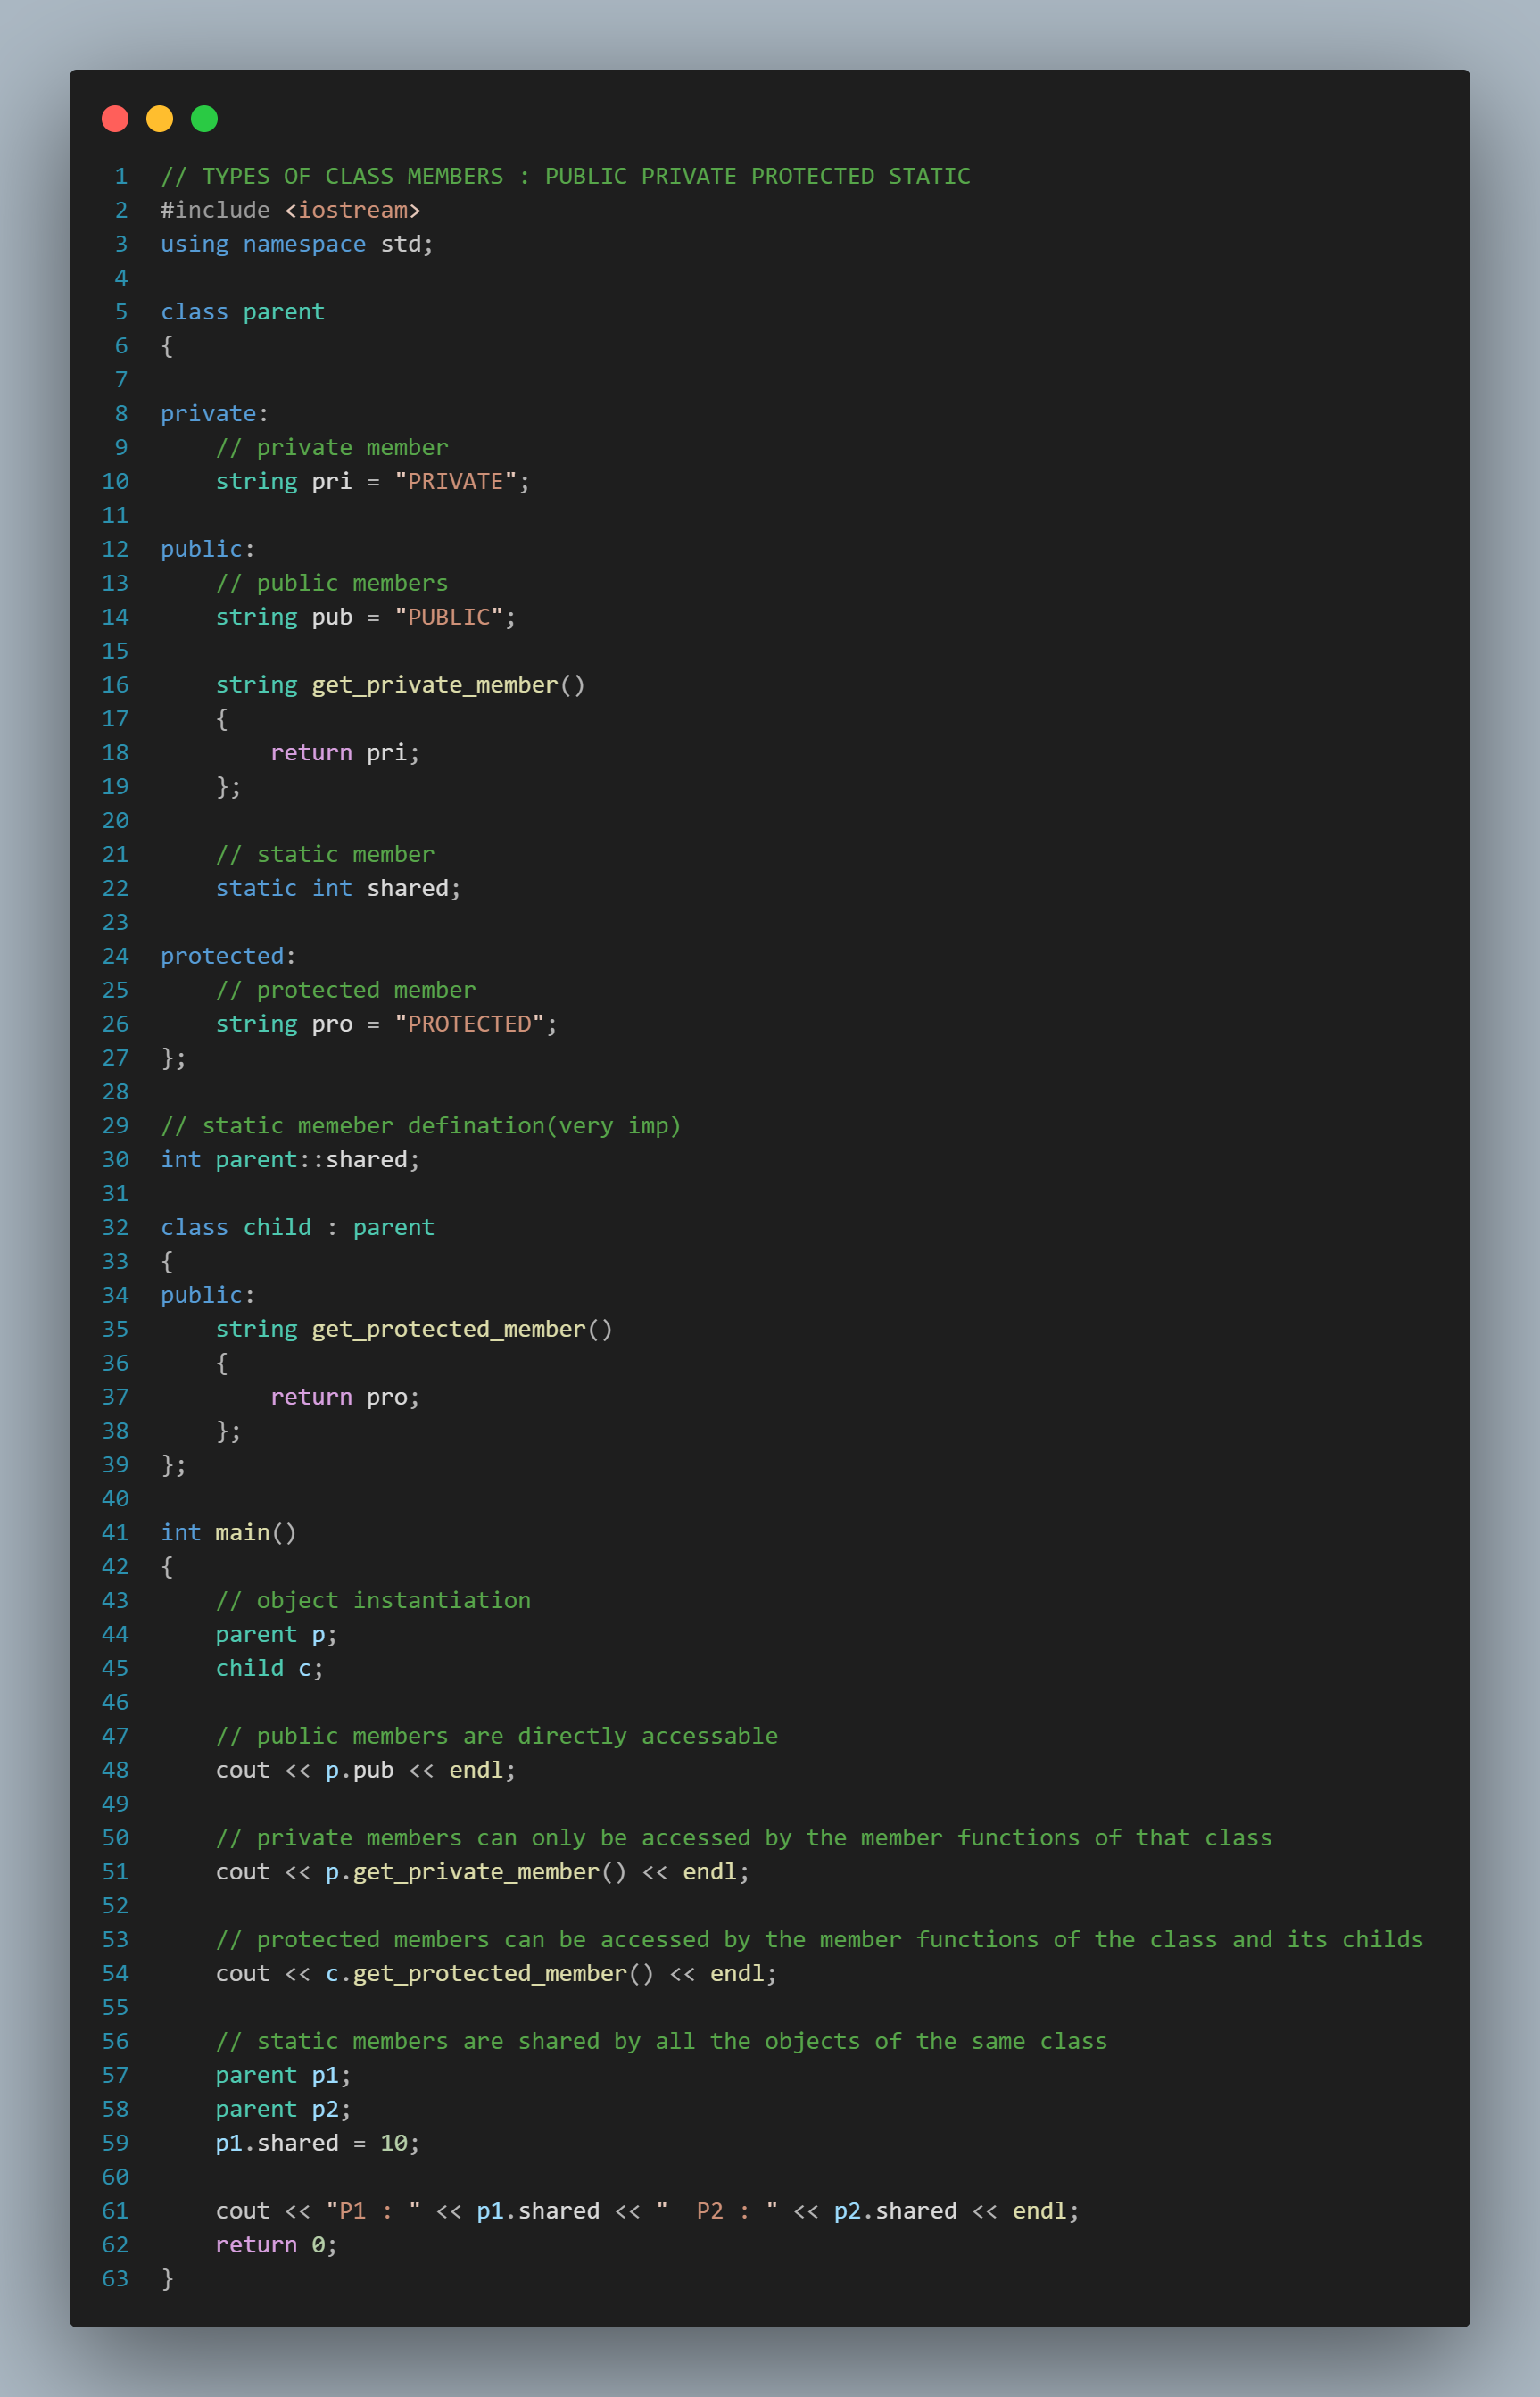 1 // TYPES OF CLASS MEMBERS : PUBLIC PRIVATE PROTECTED STATIC
2 #include <iostream>
3 using namespace std;
4
5 class parent
6 {
7
8 private:
9     // private member
10     string pri = "PRIVATE";
11
12 public:
13     // public members
14     string pub = "PUBLIC";
15
16     string get_private_member()
17     {
18         return pri;
19     };
20
21     // static member
22     static int shared;
23
24 protected:
25     // protected member
26     string pro = "PROTECTED";
27 };
28
29 // static memeber defination(very imp)
30 int parent::shared;
31
32 class child : parent
33 {
34 public:
35     string get_protected_member()
36     {
37         return pro;
38     };
39 };
40
41 int main()
42 {
43     // object instantiation
44     parent p;
45     child c;
46
47     // public members are directly accessable
48     cout << p.pub << endl;
49
50     // private members can only be accessed by the member functions of that class
51     cout << p.get_private_member() << endl;
52
53     // protected members can be accessed by the member functions of the class and its childs
54     cout << c.get_protected_member() << endl;
55
56     // static members are shared by all the objects of the same class
57     parent p1;
58     parent p2;
59     p1.shared = 10;
60
61     cout << "P1 : " << p1.shared << "  P2 : " << p2.shared << endl;
62     return 0;
63 }